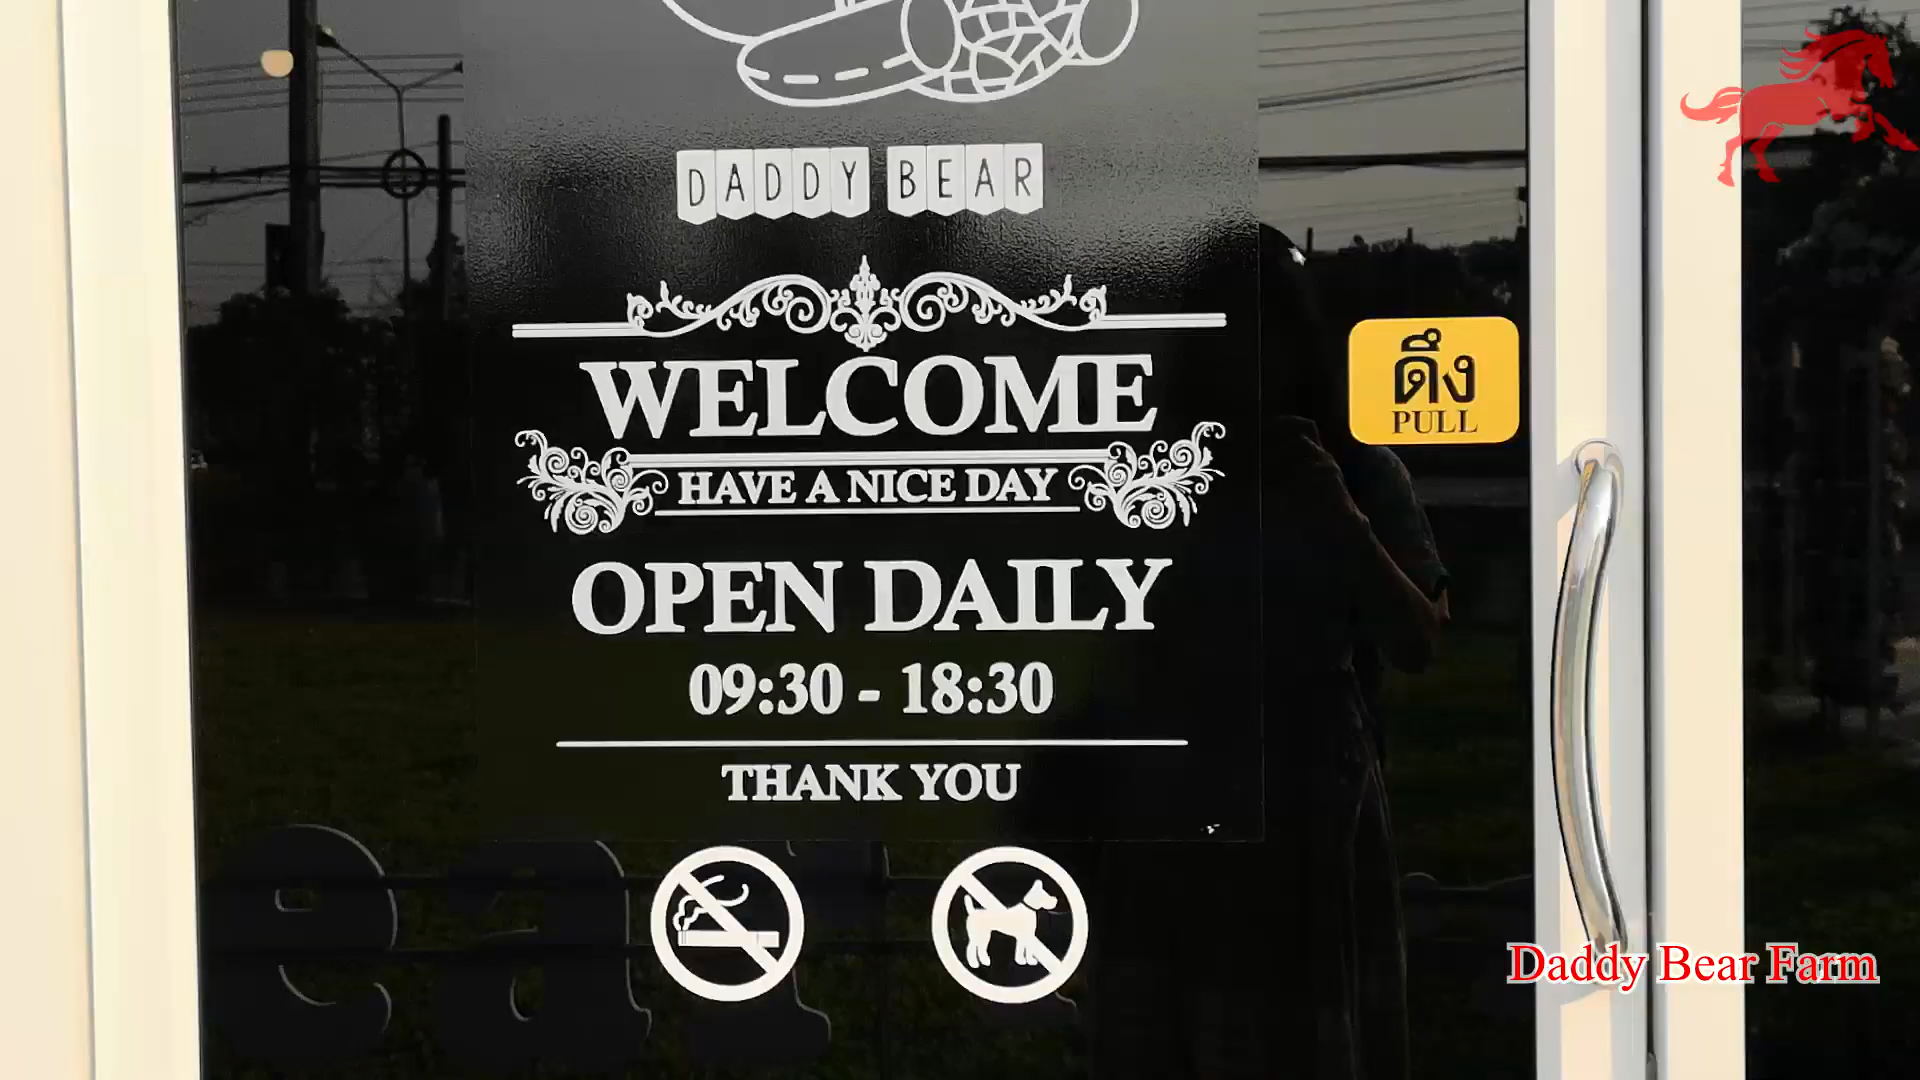 DADDY BEAR
WELCOME
HAVE A NICE DAY
OPEN DAILY
09:30 - 18:30
THANK YOU
ดึง
PULL
Daddy Bear Farm